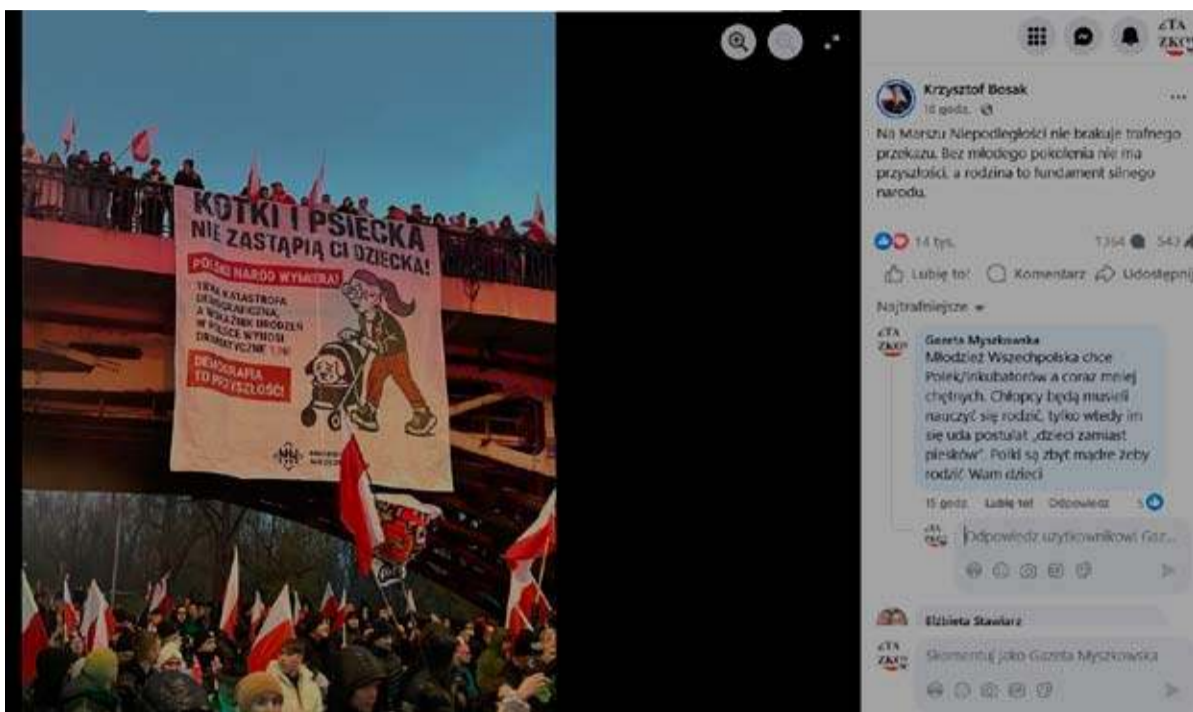 KOTKI I PSIECKA
NIE ZASTĄPIĄ CI DZIECKA!
POLSKI NARÓD WYMIERA!
TRWA KATASTROFA
DEMOGRAFICZNA,
A WSKAŹNIK URODZEŃ
W POLSCE WYNOSI
DRAMATYCZNE
DEMOGRAFIA
TO PRZYSZŁOŚĆ!
Krzysztof Bosak
godz.
Na Marszu Niepodległości nie brakuje trafnego
przekazu. Bez młodego pokolenia nie ma
przyszłości, a rodzina to fundament silnego
narodu.
14 tys.
1364 543
Lubię to! Komentarz Udostępnij
Najtrafniejsze
Gazeta Myszkowska
Młodzież Wszechpolska chce
Polek/inkubatorów a coraz mniej
chętnych. Chłopcy będą musieli
nauczyć się rodzić, tylko wtedy im
się uda postulat „dzieci zamiast
piesków". Polki są zbyt mądre żeby
rodzić Wam dzieci
15 godz. Lubię to! Odpowiedz 5
Odpowiedz użytkownikowi Gaz...
Elżbieta Stawiarz
Skomentuj jako Gazeta Myszkowska